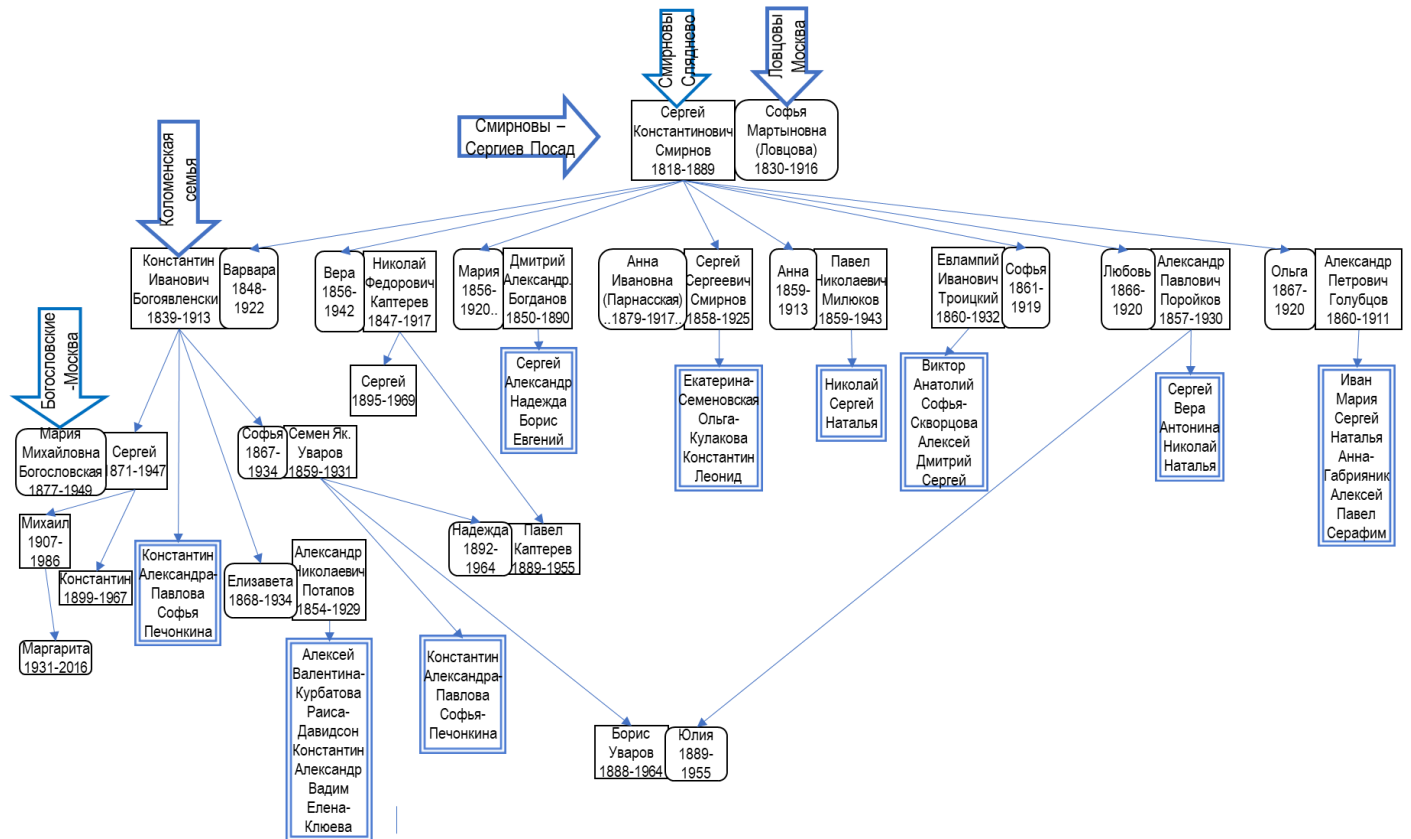 Смирновы
Сляднево
Ловцовы
Москва
Смирновы –
Сергиев Посад
Сергей
Константинович
Смирнов
1818-1889
Софья
Мартыновна
(Ловцова)
1830-1916
Коломенская
семья
Константин
Иванович
Богоявленски
1839-1913
Варвара
1848-
1922
Вера
1856-
1942
Николай
Федорович
Каптерев
1847-1917
Мария
1856-
1920..
Дмитрий
Александр.
Богданов
1850-1890
Анна
Ивановна
(Парнасская)
..1879-1917..
Сергей
Сергеевич
Смирнов
1858-1925
Анна
1859-
1913
Павел
Николаевич
Милюков
1859-1943
Евлампий
Иванович
Троицкий
1860-1932
Софья
1861-
1919
Любовь
1866-
1920
Александр
Павлович
Поройков
1857-1930
Ольга
1867-
1920
Александр
Петрович
Голубцов
1860-1911
Богословские
-Москва
Сергей
1895-1969
Сергей
Александр
Надежда
Борис
Евгений
Екатерина-
Семеновская
Ольга-
Кулакова
Константин
Леонид
Николай
Сергей
Наталья
Виктор
Анатолий
Софья-
Скворцова
Алексей
Дмитрий
Сергей
Сергей
Вера
Антонина
Николай
Наталья
Иван
Мария
Сергей
Наталья
Анна-
Габрияник
Алексей
Павел
Серафим
Мария
Михайловна
Богословская
1877-1949
Сергей
1871-1947
Софья
1867-
1934
Семен Як.
Уваров
1859-1931
Михаил
1907-
1986
Константин
1899-1967
Константин
Александра-
Павлова
Софья
Печонкина
Елизавета
1868-1934
Александр
Николаевич
Потапов
1854-1929
Надежда
1892-
1964
Павел
Каптерев
1889-1955
Маргарита
1931-2016
Алексей
Валентина-
Курбатова
Раиса-
Давидсон
Константин
Александр
Вадим
Елена-
Клюева
Константин
Александра-
Павлова
Софья-
Печонкина
Борис
Уваров
1888-1964
Юлия
1889-
1955